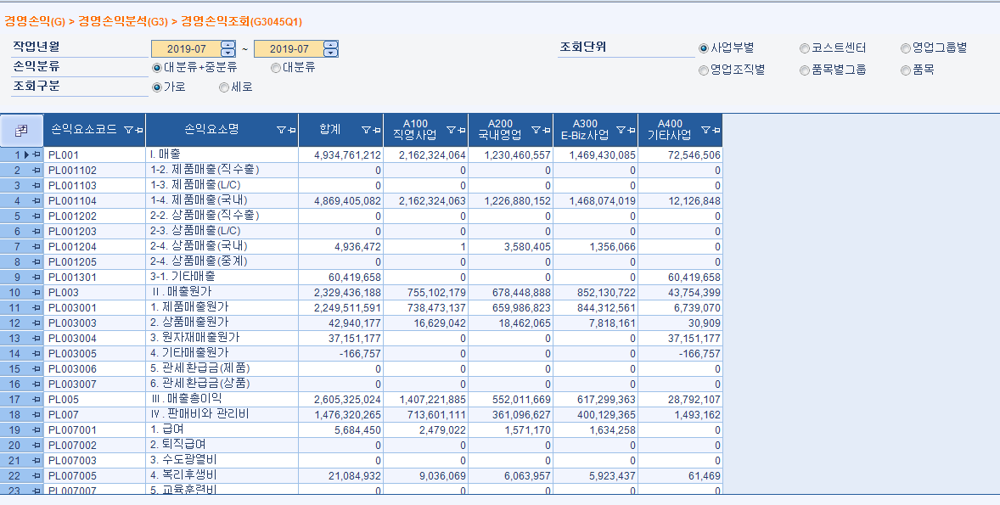 경영손익(G) > 경영손익분석(G3) > 경영손익조회(G3045Q1)
작업년월 2019-07 ~ 2019-07 조회단위 사업부별 코스트센터 영업그룹별
손익분류 대분류+중분류 대분류 영업조직별 품목별그룹 품목
조회구분 가로 세로
손익요소코드 손익요소명 합계 A100 직영사업 A200 국내영업 A300 E-Biz사업 A400 기타사업
1 PL001 I. 매출 4,934,761,212 2,162,324,064 1,230,460,557 1,469,430,085 72,546,506
2 PL001102 1-2. 제품매출(직수출) 0 0 0 0 0
3 PL001103 1-3. 제품매출(L/C) 0 0 0 0 0
4 PL001104 1-4. 제품매출(국내) 4,869,405,082 2,162,324,063 1,226,880,152 1,468,074,019 12,126,848
5 PL001202 2-2. 상품매출(직수출) 0 0 0 0 0
6 PL001203 2-3. 상품매출(L/C) 0 0 0 0 0
7 PL001204 2-4. 상품매출(국내) 4,936,472 1 3,580,405 1,356,066 0
8 PL001205 2-4. 상품매출(중계) 0 0 0 0 0
9 PL001301 3-1. 기타매출 60,419,658 0 0 0 60,419,658
10 PL003 II. 매출원가 2,329,436,188 755,102,179 678,448,888 852,130,722 43,754,399
11 PL003001 1. 제품매출원가 2,249,511,591 738,473,137 659,986,823 844,312,561 6,739,070
12 PL003003 2. 상품매출원가 42,940,177 16,629,042 18,462,065 7,818,161 30,909
13 PL003004 3. 원자재매출원가 37,151,177 0 0 0 37,151,177
14 PL003005 4. 기타매출원가 -166,757 0 0 0 -166,757
15 PL003006 5. 관세환급금(제품) 0 0 0 0 0
16 PL003007 6. 관세환급금(상품) 0 0 0 0 0
17 PL005 III. 매출총이익 2,605,325,024 1,407,221,885 552,011,669 617,299,363 28,792,107
18 PL007 IV. 판매비와 관리비 1,476,320,265 713,601,111 361,096,627 400,129,365 1,493,162
19 PL007001 1. 급여 5,684,450 2,479,022 1,571,170 1,634,258 0
20 PL007002 2. 퇴직급여 0 0 0 0 0
21 PL007003 3. 수도광열비 0 0 0 0 0
22 PL007005 4. 복리후생비 21,084,932 9,036,069 6,063,957 5,923,437 61,469
23 PL007007 5. 교육훈련비 0 0 0 0 0